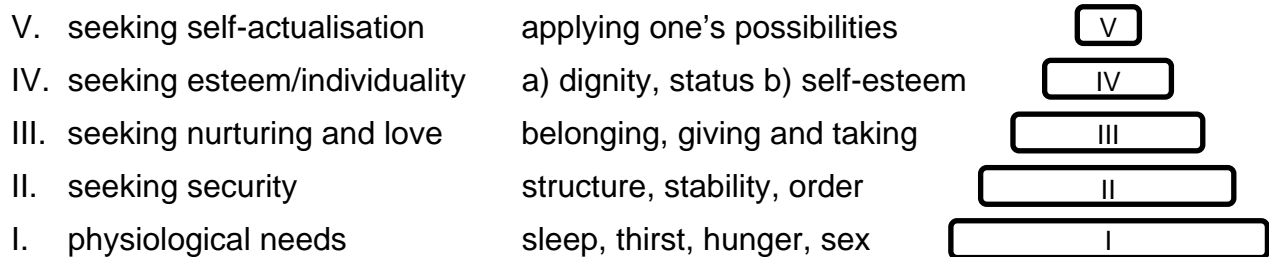 V. seeking self-actualisation applying one’s possibilities V
IV. seeking esteem/individuality a) dignity, status b) self-esteem IV
III. seeking nurturing and love belonging, giving and taking III
II. seeking security structure, stability, order II
I. physiological needs sleep, thirst, hunger, sex I